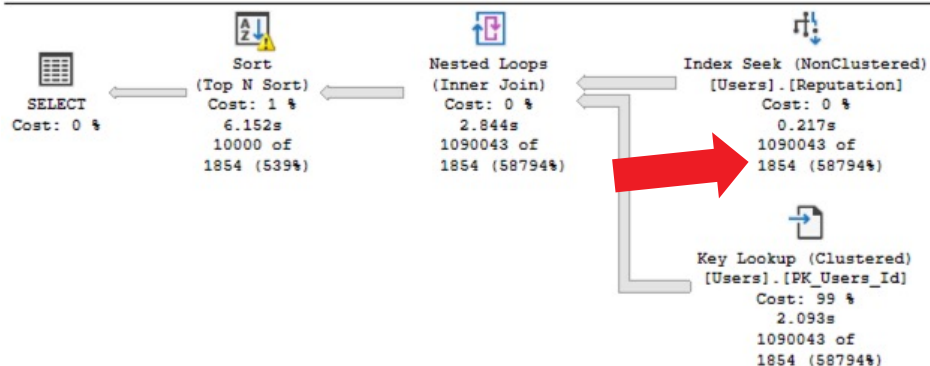 SELECT
Cost: 0 %
Sort
(Top N Sort)
Cost: 1 %
6.152s
10000 of
1854 (539%)
Nested Loops
(Inner Join)
Cost: 0 %
2.844s
1090043 of
1854 (58794%)
Index Seek (NonClustered)
[Users].[Reputation]
Cost: 0 %
0.217s
1090043 of
1854 (58794%)
Key Lookup (Clustered)
[Users].[PK_Users_Id]
Cost: 99 %
2.093s
1090043 of
1854 (58794%)